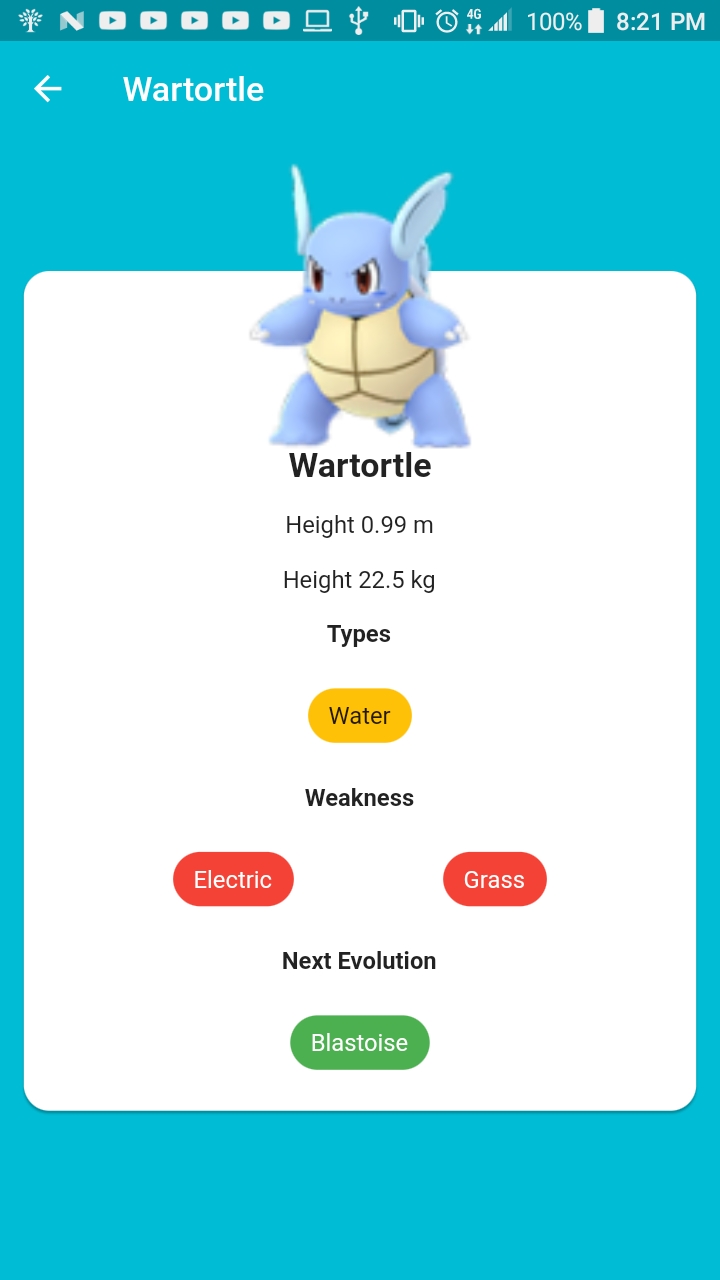 4G 100% 8:21 PM
Wartortle
Wartortle
Height 0.99 m
Height 22.5 kg
Types
Water
Weakness
Electric Grass
Next Evolution
Blastoise